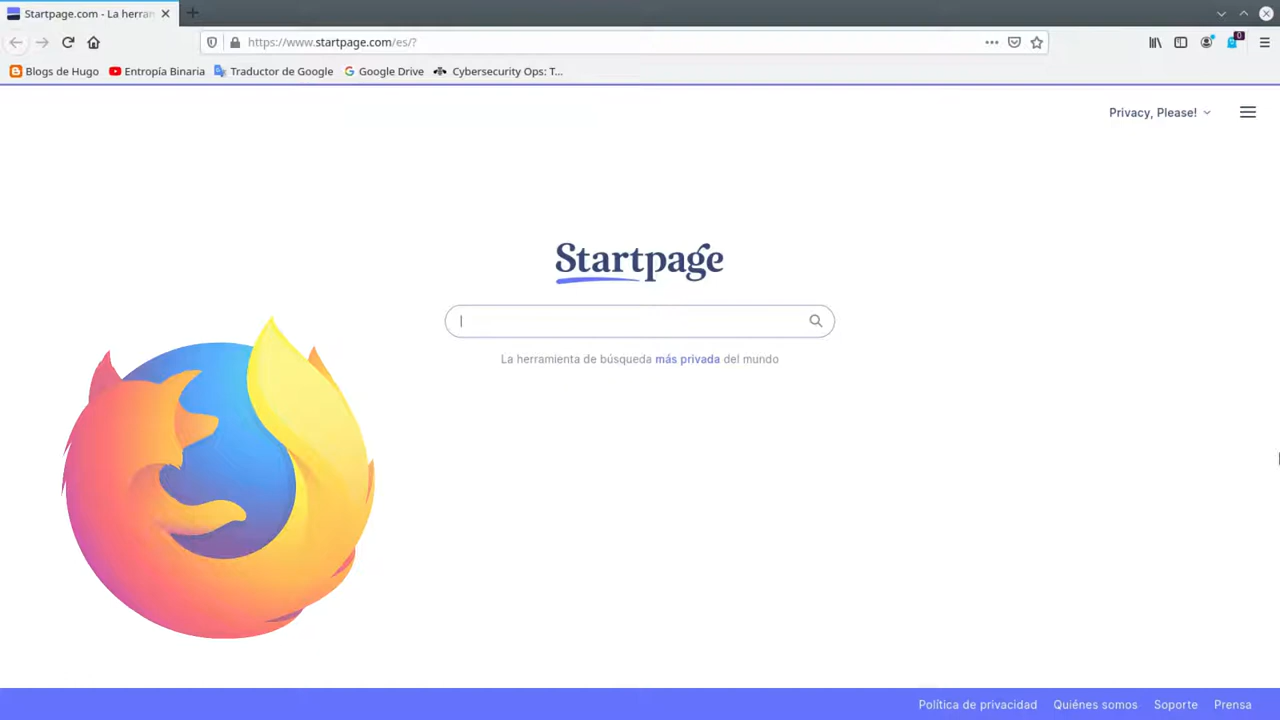 Startpage.com - La herram
https://www.startpage.com/es/?
0
Blogs de Hugo
Entropía Binaria
Traductor de Google
Google Drive
Cybersecurity Ops: T...
Privacy, Please!
Startpage
La herramienta de búsqueda más privada del mundo
Política de privacidad
Quiénes somos
Soporte
Prensa